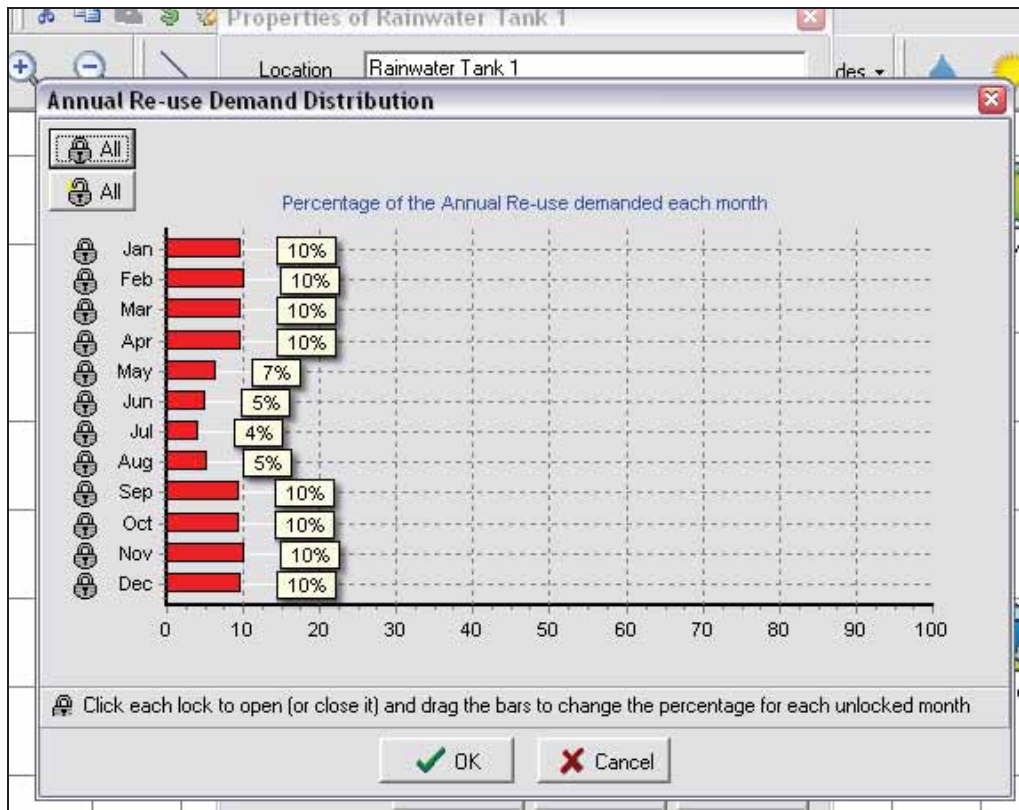 Properties of Rainwater Tank 1
Location Rainwater Tank 1
des
Annual Re-use Demand Distribution
All
All
Percentage of the Annual Re-use demanded each month
Jan 10%
Feb 10%
Mar 10%
Apr 10%
May 7%
Jun 5%
Jul 4%
Aug 5%
Sep 10%
Oct 10%
Nov 10%
Dec 10%
0 10 20 30 40 50 60 70 80 90 100
Click each lock to open (or close it) and drag the bars to change the percentage for each unlocked month
OK Cancel